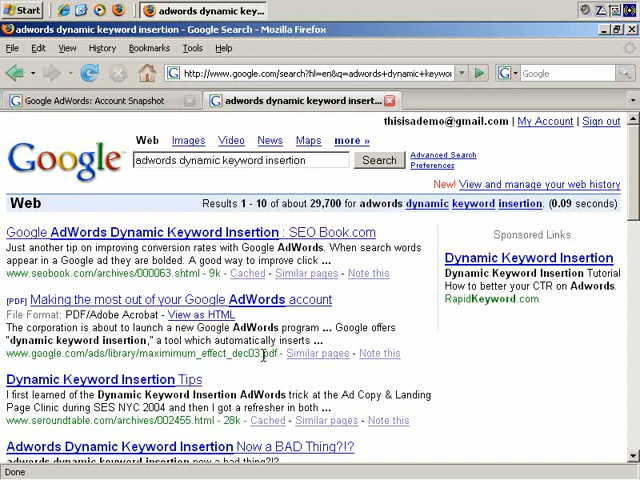 Start
adwords dynamic key...
adwords dynamic keyword insertion - Google Search - Mozilla Firefox
File Edit View History Bookmarks Tools Help
http://www.google.com/search?hl=en&q=adwords+dynamic+keywor
Google
Google AdWords: Account Snapshot
adwords dynamic keyword insert...
thisisademo@gmail.com | My Account | Sign out
Web Images Video News Maps more »
Google
adwords dynamic keyword insertion
Search
Advanced Search
Preferences
New! View and manage your web history
Web
Results 1 - 10 of about 29,700 for adwords dynamic keyword insertion. (0.09 seconds)
Google AdWords Dynamic Keyword Insertion : SEO Book.com
Just another tip on improving conversion rates with Google AdWords. When search words
appear in a Google ad they are bolded. A good way to improve click ...
www.seobook.com/archives/000063.shtml - 9k - Cached - Similar pages - Note this
[PDF] Making the most out of your Google AdWords account
File Format: PDF/Adobe Acrobat - View as HTML
The corporation is about to launch a new Google AdWords program ... Google offers
"dynamic keyword insertion," a tool which automatically inserts ...
www.google.com/ads/library/maximimum_effect_dec03.pdf - Similar pages - Note this
Dynamic Keyword Insertion Tips
I first learned of the Dynamic Keyword Insertion AdWords trick at the Ad Copy & Landing
Page Clinic during SES NYC 2004 and then I got a refresher in both ...
www.seroundtable.com/archives/002455.html - 28k - Cached - Similar pages - Note this
Adwords Dynamic Keyword Insertion Now a BAD Thing?!?
adwords dynamic keyword insertion now a bad thing?!?
Sponsored Links
Dynamic Keyword Insertion
Dynamic Keyword Insertion Tutorial
How to better your CTR on Adwords
RapidKeyword.com
Done